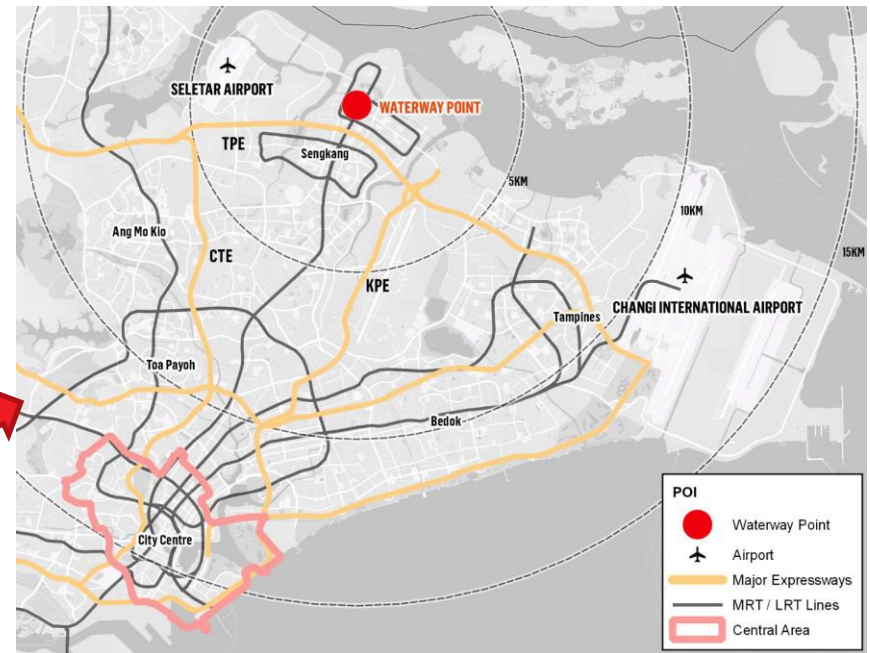 SELETAR AIRPORT
WATERWAY POINT
TPE
Sengkang
5KM
10KM
15KM
Ang Mo Kio
CTE
KPE
CHANGI INTERNATIONAL AIRPORT
Tampines
Toa Payoh
Bedok
City Centre
POI
Waterway Point
Airport
Major Expressways
MRT / LRT Lines
Central Area